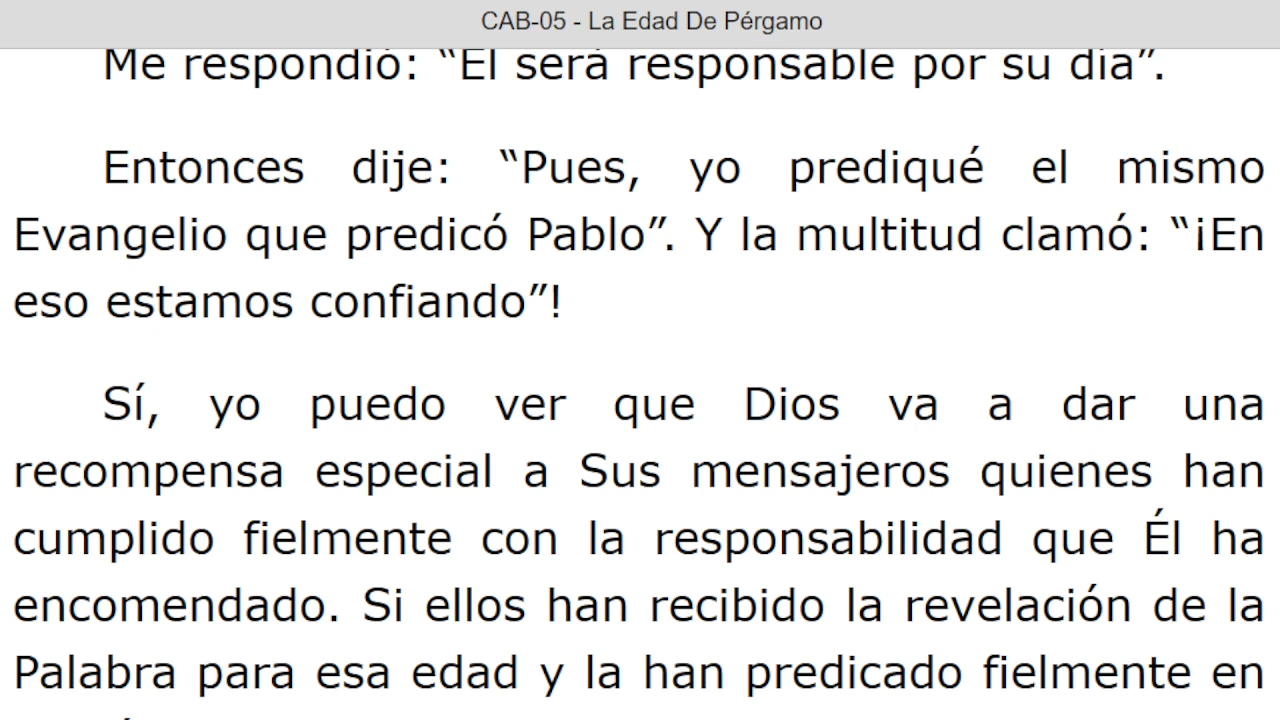 CAB-05 - La Edad De Pérgamo
Me respondió: “Él será responsable por su día”.
Entonces dije: “Pues, yo prediqué el mismo
Evangelio que predicó Pablo”. Y la multitud clamó: “¡En
eso estamos confiando”!
Sí, yo puedo ver que Dios va a dar una
recompensa especial a Sus mensajeros quienes han
cumplido fielmente con la responsabilidad que Él ha
encomendado. Si ellos han recibido la revelación de la
Palabra para esa edad y la han predicado fielmente en